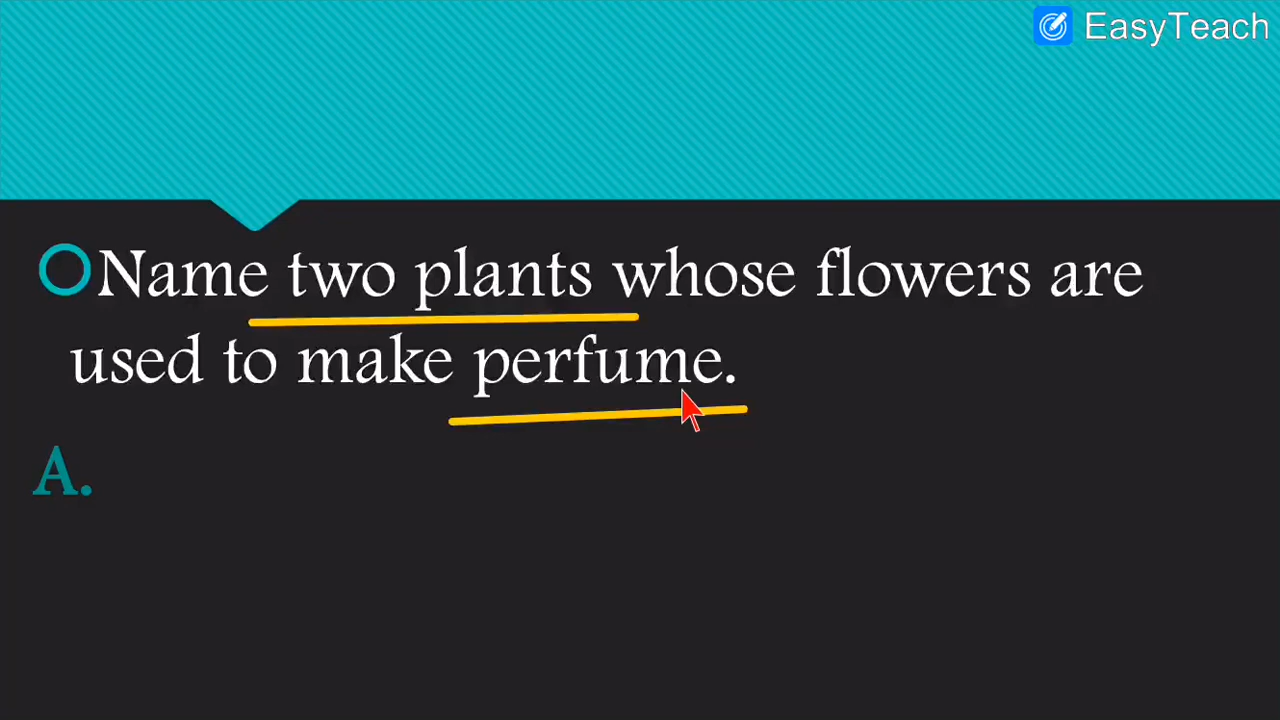 EasyTeach
Name two plants whose flowers are
used to make perfume.
A.